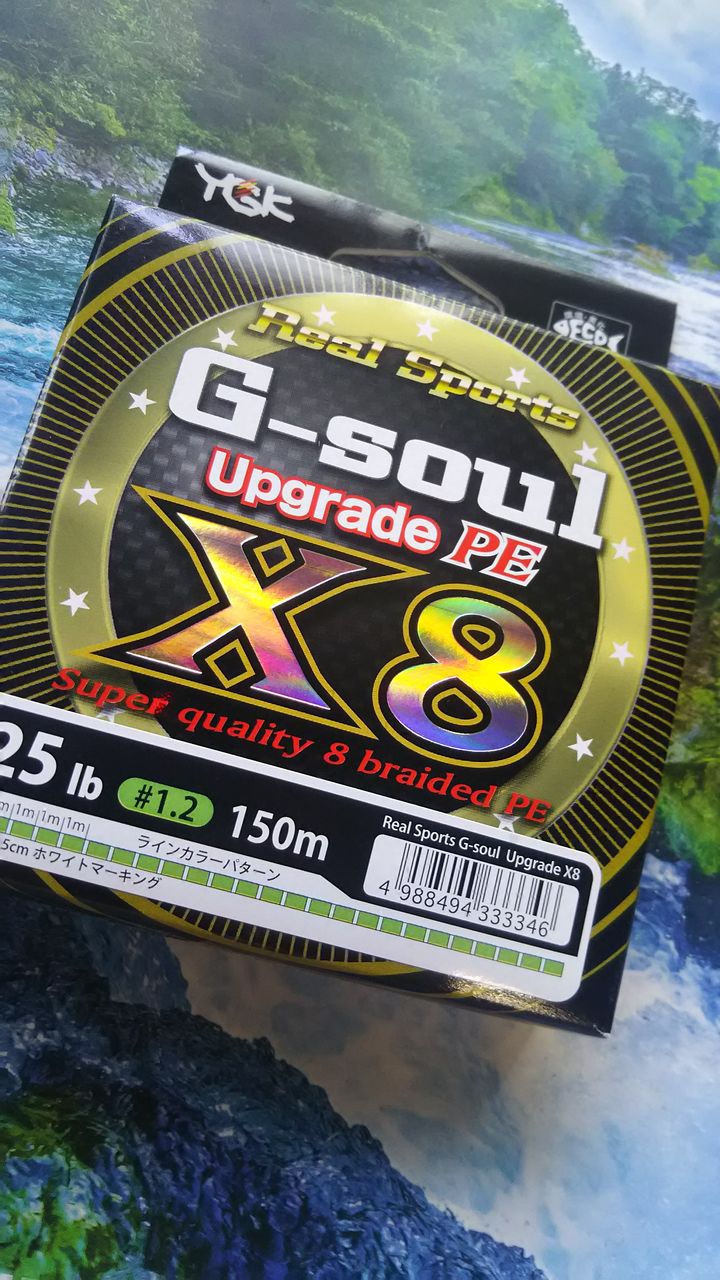 YGK
Real Sports
G-soul
Upgrade PE
X8
Super quality 8 braided PE
25 lb #1.2 150m
Real Sports G-soul Upgrade X8
1m 1m 1m
ラインカラーパターン
5cm ホワイトマーキング
4 988494 333346